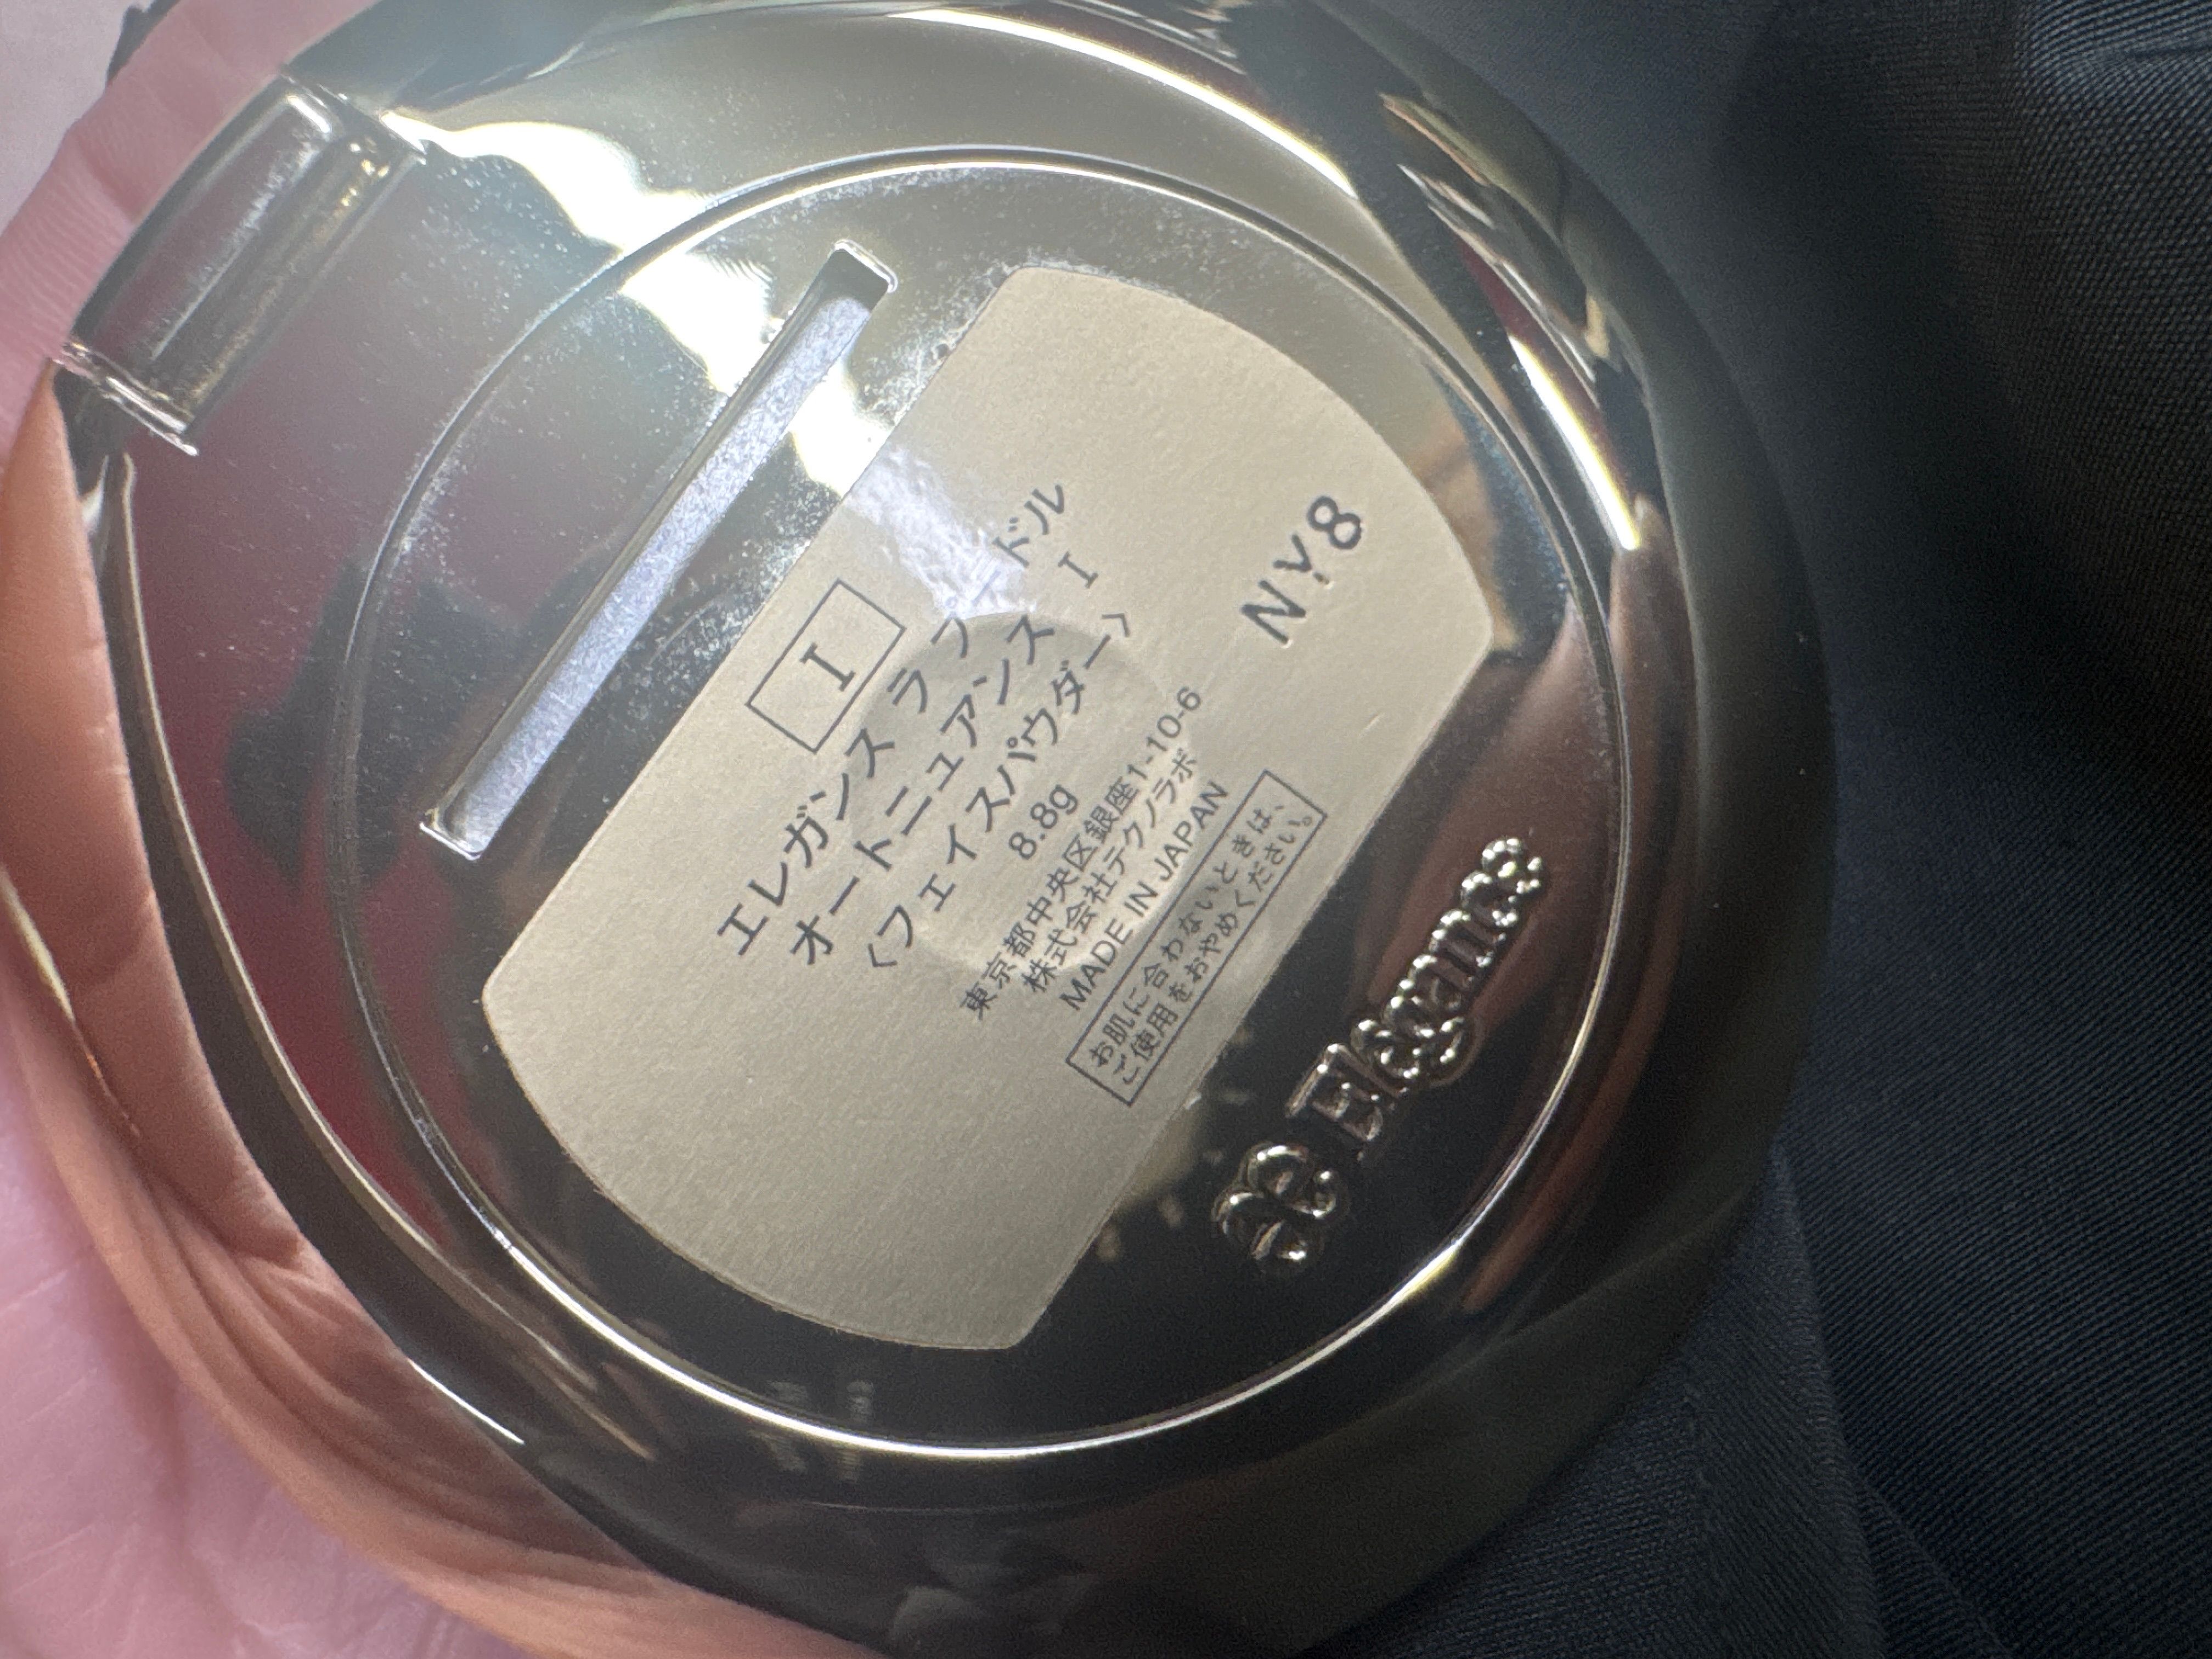 I
エレガンス ラ プードル
オートニュアンス I
〈フェイスパウダー〉
8.8g
東京都中央区銀座1-10-6
株式会社テクノラボ
MADE IN JAPAN
お肌に合わないときは、
ご使用をおやめください。
NY8
Elégance